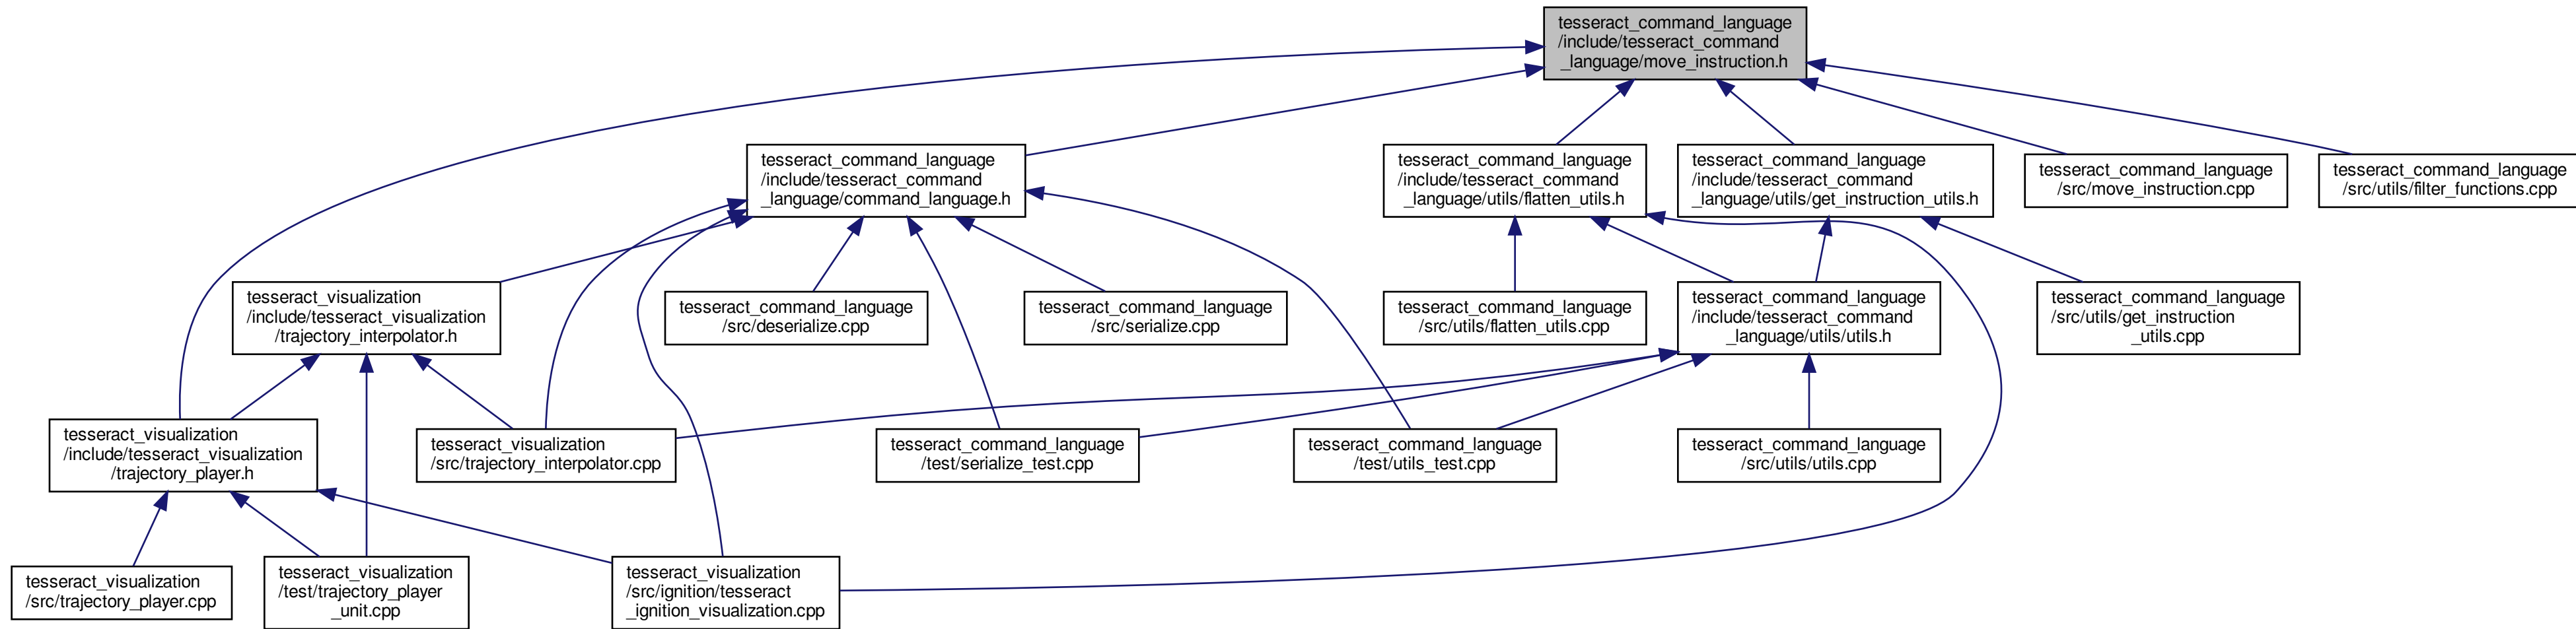 tesseract_command_language
/include/tesseract_command
_language/move_instruction.h
tesseract_command_language
/include/tesseract_command
_language/command_language.h
tesseract_command_language
/include/tesseract_command
_language/utils/flatten_utils.h
tesseract_command_language
/include/tesseract_command
_language/utils/get_instruction_utils.h
tesseract_command_language
/src/move_instruction.cpp
tesseract_command_language
/src/utils/filter_functions.cpp
tesseract_visualization
/include/tesseract_visualization
/trajectory_interpolator.h
tesseract_command_language
/src/deserialize.cpp
tesseract_command_language
/src/serialize.cpp
tesseract_command_language
/src/utils/flatten_utils.cpp
tesseract_command_language
/include/tesseract_command
_language/utils/utils.h
tesseract_command_language
/src/utils/get_instruction
_utils.cpp
tesseract_visualization
/include/tesseract_visualization
/trajectory_player.h
tesseract_visualization
/src/trajectory_interpolator.cpp
tesseract_command_language
/test/serialize_test.cpp
tesseract_command_language
/test/utils_test.cpp
tesseract_command_language
/src/utils/utils.cpp
tesseract_visualization
/src/trajectory_player.cpp
tesseract_visualization
/test/trajectory_player
_unit.cpp
tesseract_visualization
/src/ignition/tesseract
_ignition_visualization.cpp